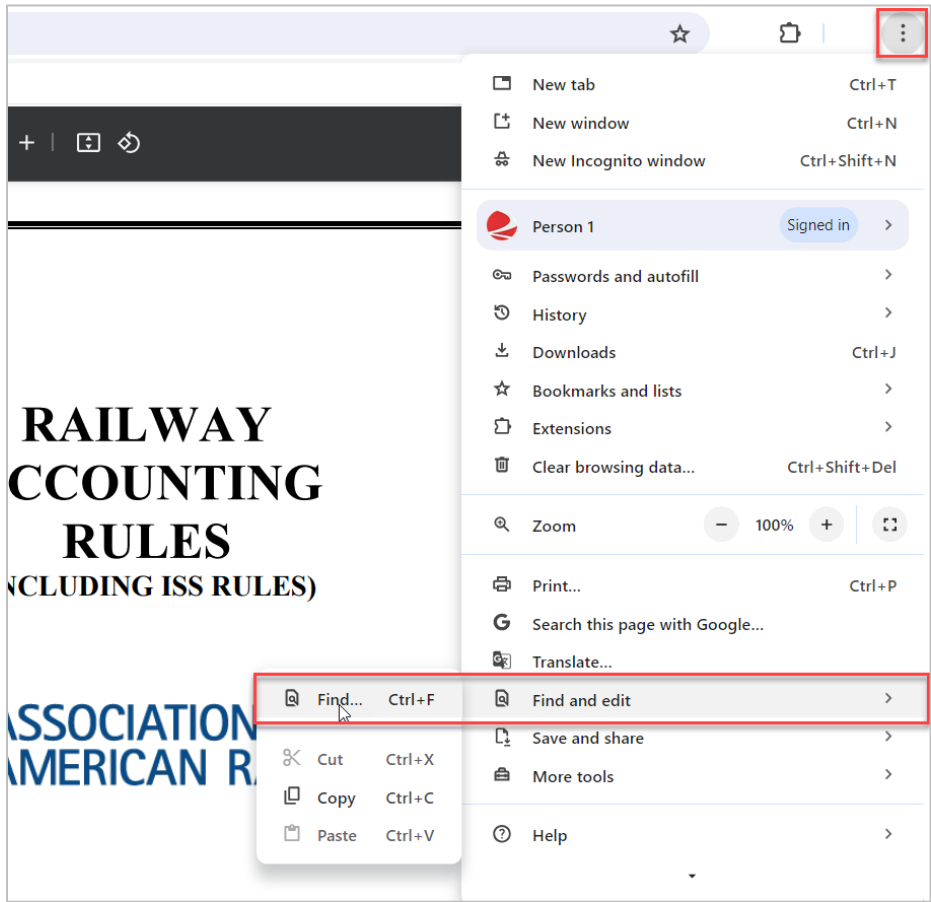 New tab Ctrl+T
New window Ctrl+N
New Incognito window Ctrl+Shift+N
Person 1 Signed in
Passwords and autofill
History
Downloads Ctrl+J
Bookmarks and lists
Extensions
Clear browsing data... Ctrl+Shift+Del
Zoom − 100% +
Print... Ctrl+P
Search this page with Google...
Translate...
Find and edit
Save and share
More tools
Help
Find... Ctrl+F
Cut Ctrl+X
Copy Ctrl+C
Paste Ctrl+V
RAILWAY
CCOUNTING
RULES
NCLUDING ISS RULES)
ASSOCIATION
AMERICAN R